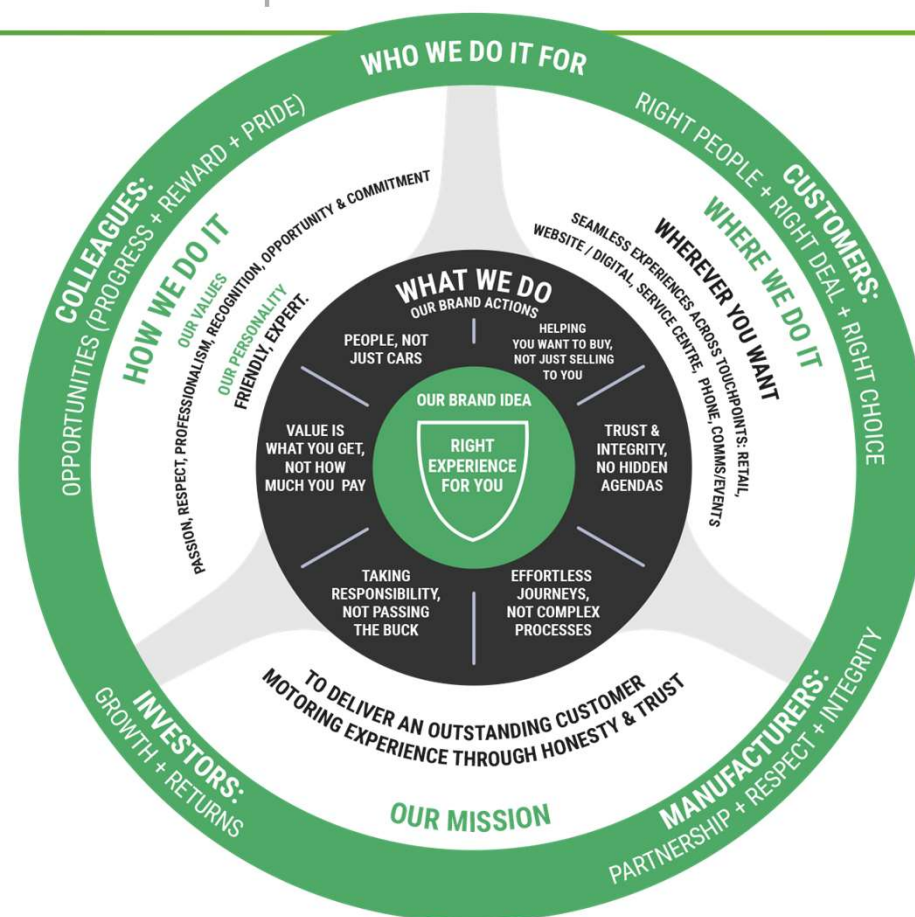 WHO WE DO IT FOR
COLLEAGUES:
OPPORTUNITIES (PROGRESS + REWARD + PRIDE)
CUSTOMERS:
RIGHT PEOPLE + RIGHT DEAL + RIGHT CHOICE
HOW WE DO IT
OUR VALUES
PASSION, RESPECT, PROFESSIONALISM, RECOGNITION, OPPORTUNITY & COMMITMENT
OUR PERSONALITY
FRIENDLY, EXPERT.
WHERE WE DO IT
WHEREVER YOU WANT
SEAMLESS EXPERIENCES ACROSS TOUCHPOINTS: RETAIL,
WEBSITE / DIGITAL, SERVICE CENTRE, PHONE, COMMS/EVENTS
WHAT WE DO
OUR BRAND ACTIONS
PEOPLE, NOT
JUST CARS
HELPING
YOU WANT TO BUY,
NOT JUST SELLING
TO YOU
VALUE IS
WHAT YOU GET,
NOT HOW
MUCH YOU PAY
OUR BRAND IDEA
RIGHT
EXPERIENCE
FOR YOU
TRUST &
INTEGRITY,
NO HIDDEN
AGENDAS
TAKING
RESPONSIBILITY,
NOT PASSING
THE BUCK
EFFORTLESS
JOURNEYS,
NOT COMPLEX
PROCESSES
TO DELIVER AN OUTSTANDING CUSTOMER
MOTORING EXPERIENCE THROUGH HONESTY & TRUST
OUR MISSION
INVESTORS:
GROWTH + RETURNS
MANUFACTURERS:
PARTNERSHIP + RESPECT + INTEGRITY